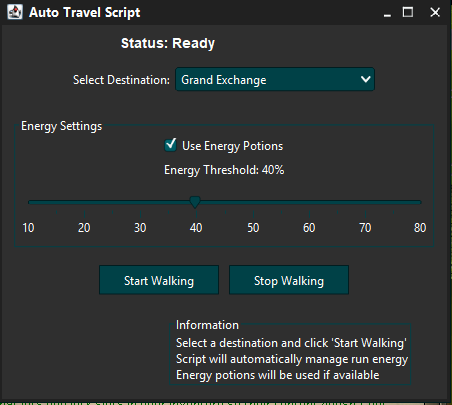 Auto Travel Script
Status: Ready
Select Destination: Grand Exchange
Energy Settings
Use Energy Potions
Energy Threshold: 40%
10 20 30 40 50 60 70 80
Start Walking Stop Walking
Information
Select a destination and click 'Start Walking'
Script will automatically manage run energy
Energy potions will be used if available